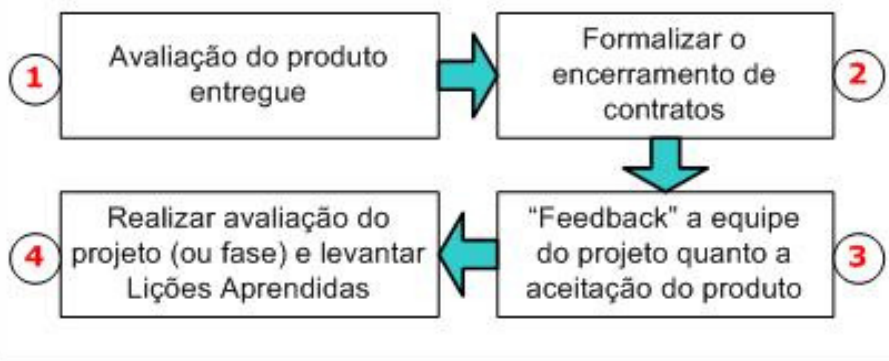 1
Avaliação do produto
entregue
Formalizar o
encerramento de
contratos
2
"Feedback" a equipe
do projeto quanto a
aceitação do produto
3
Realizar avaliação do
projeto (ou fase) e levantar
Lições Aprendidas
4